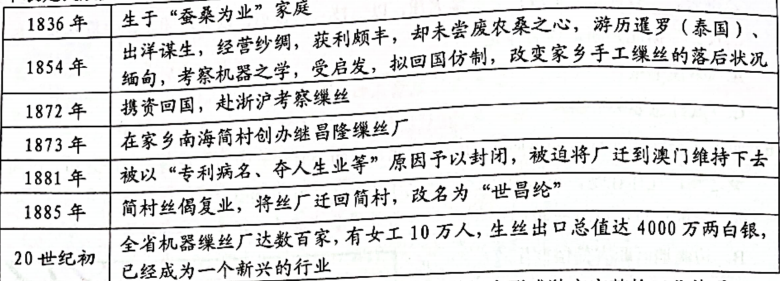 1836 年 生于“蚕桑为业”家庭
1854 年 出洋谋生，经营纱绸，获利颇丰，却未尝废农桑之心，游历暹罗（泰国）、
缅甸，考察机器之学，受启发，拟回国仿制，改变家乡手工缫丝的落后状况
1872 年 携资回国，赴浙沪考察缫丝
1873 年 在家乡南海简村创办继昌隆缫丝厂
1881 年 被以“专利病名、夺人生业等”原因予以封闭，被迫将厂迁到澳门维持下去
1885 年 简村丝偈复业，将丝厂迁回简村，改名为“世昌纶”
20 世纪初 全省机器缫丝厂达数百家，有女工 10 万人，生丝出口总值达 4000 万两白银，
已经成为一个新兴的行业